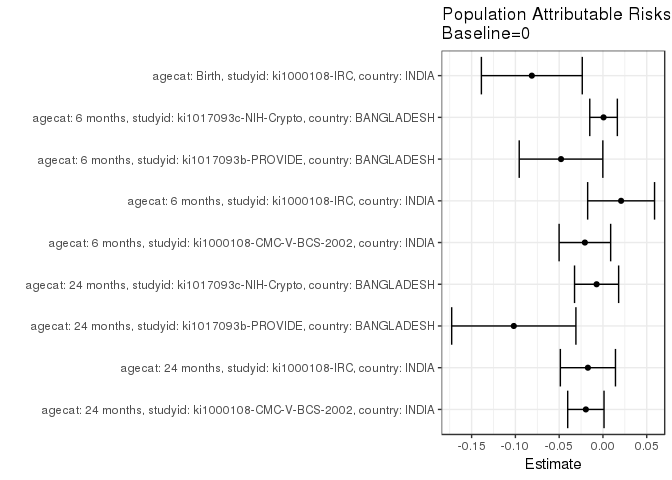 Population Attributable Risks
Baseline=0
agecat: Birth, studyid: ki1000108-IRC, country: INDIA
agecat: 6 months, studyid: ki1017093c-NIH-Crypto, country: BANGLADESH
agecat: 6 months, studyid: ki1017093b-PROVIDE, country: BANGLADESH
agecat: 6 months, studyid: ki1000108-IRC, country: INDIA
agecat: 6 months, studyid: ki1000108-CMC-V-BCS-2002, country: INDIA
agecat: 24 months, studyid: ki1017093c-NIH-Crypto, country: BANGLADESH
agecat: 24 months, studyid: ki1017093b-PROVIDE, country: BANGLADESH
agecat: 24 months, studyid: ki1000108-IRC, country: INDIA
agecat: 24 months, studyid: ki1000108-CMC-V-BCS-2002, country: INDIA
-0.15 -0.10 -0.05 0.00 0.05
Estimate